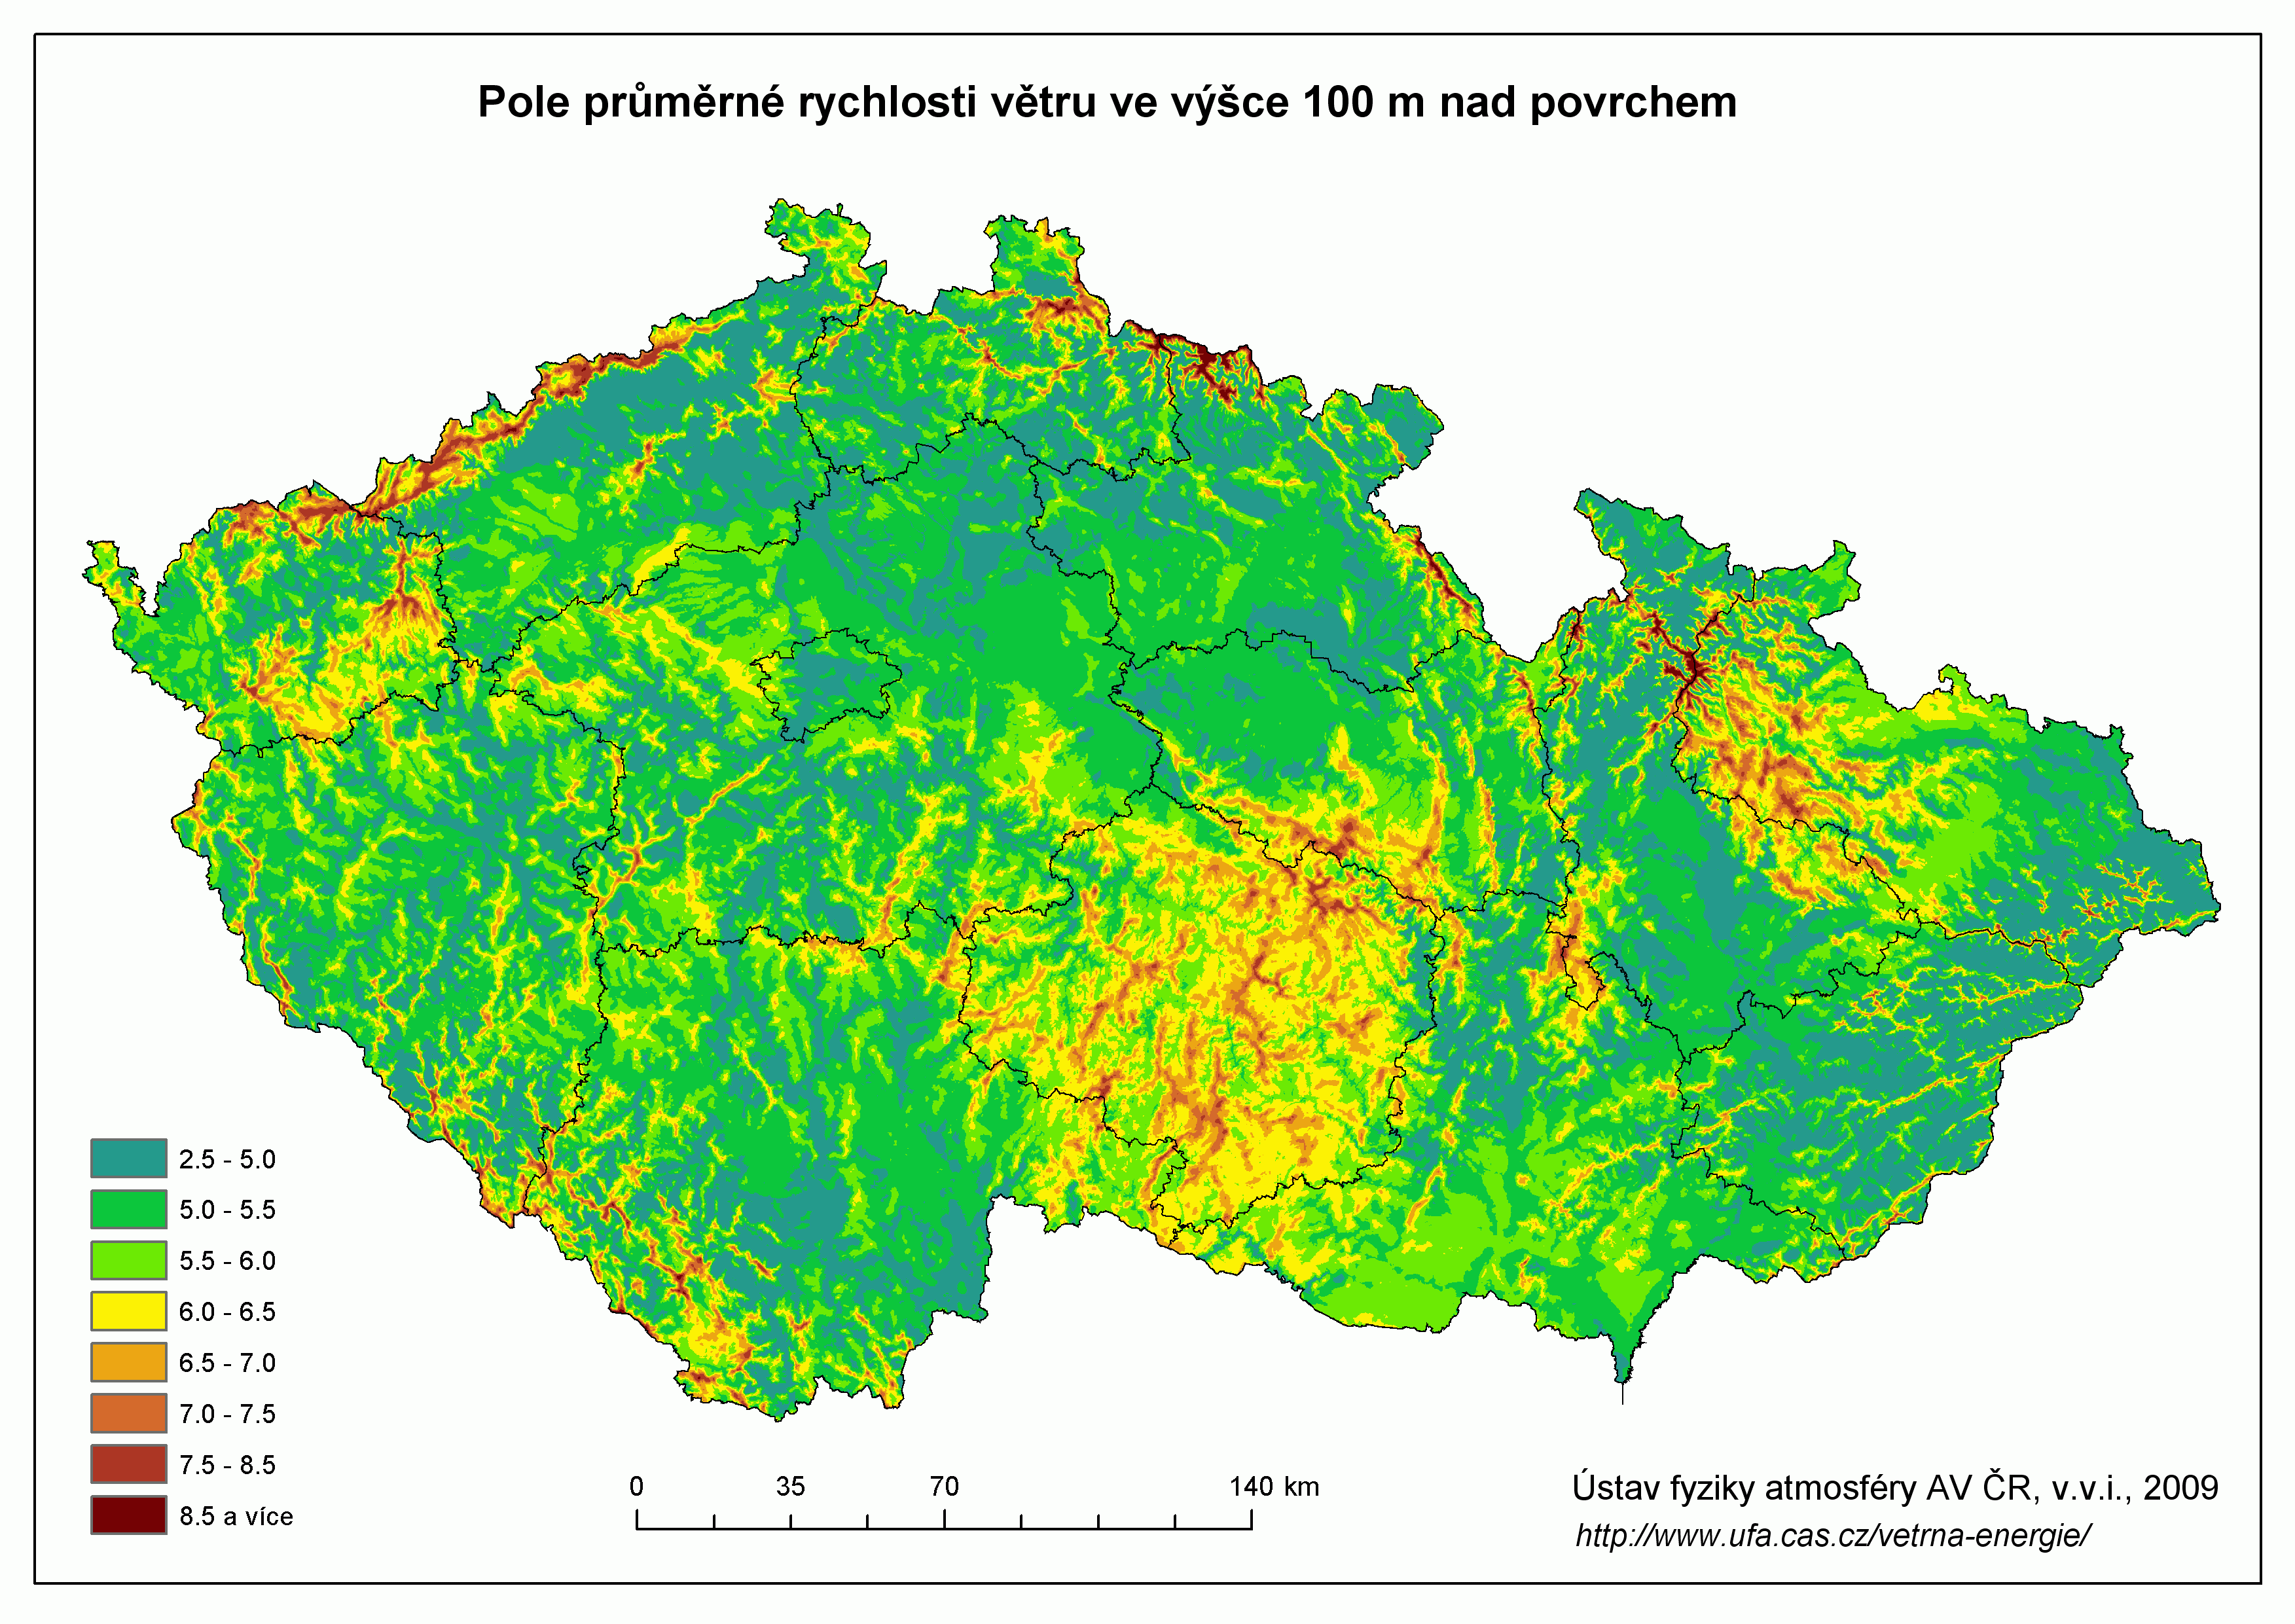 Pole průměrné rychlosti větru ve výšce 100 m nad povrchem
2.5 - 5.0
5.0 - 5.5
5.5 - 6.0
6.0 - 6.5
6.5 - 7.0
7.0 - 7.5
7.5 - 8.5
8.5 a více
0 35 70 140 km
Ústav fyziky atmosféry AV ČR, v.v.i., 2009
http://www.ufa.cas.cz/vetrna-energie/